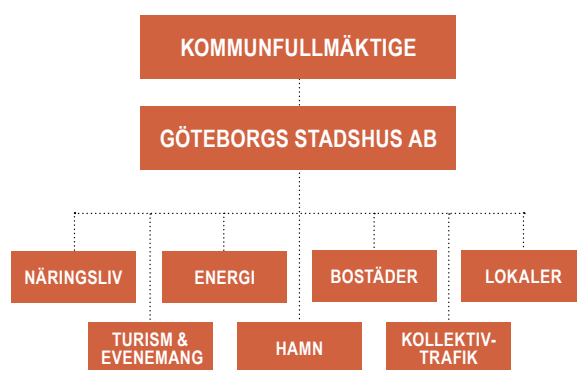 KOMMUNFULLMÄKTIGE
GÖTEBORGS STADSHUS AB
NÄRINGSLIV
ENERGI
BOSTÄDER
LOKALER
TURISM &
EVENEMANG
HAMN
KOLLEKTIV-
TRAFIK